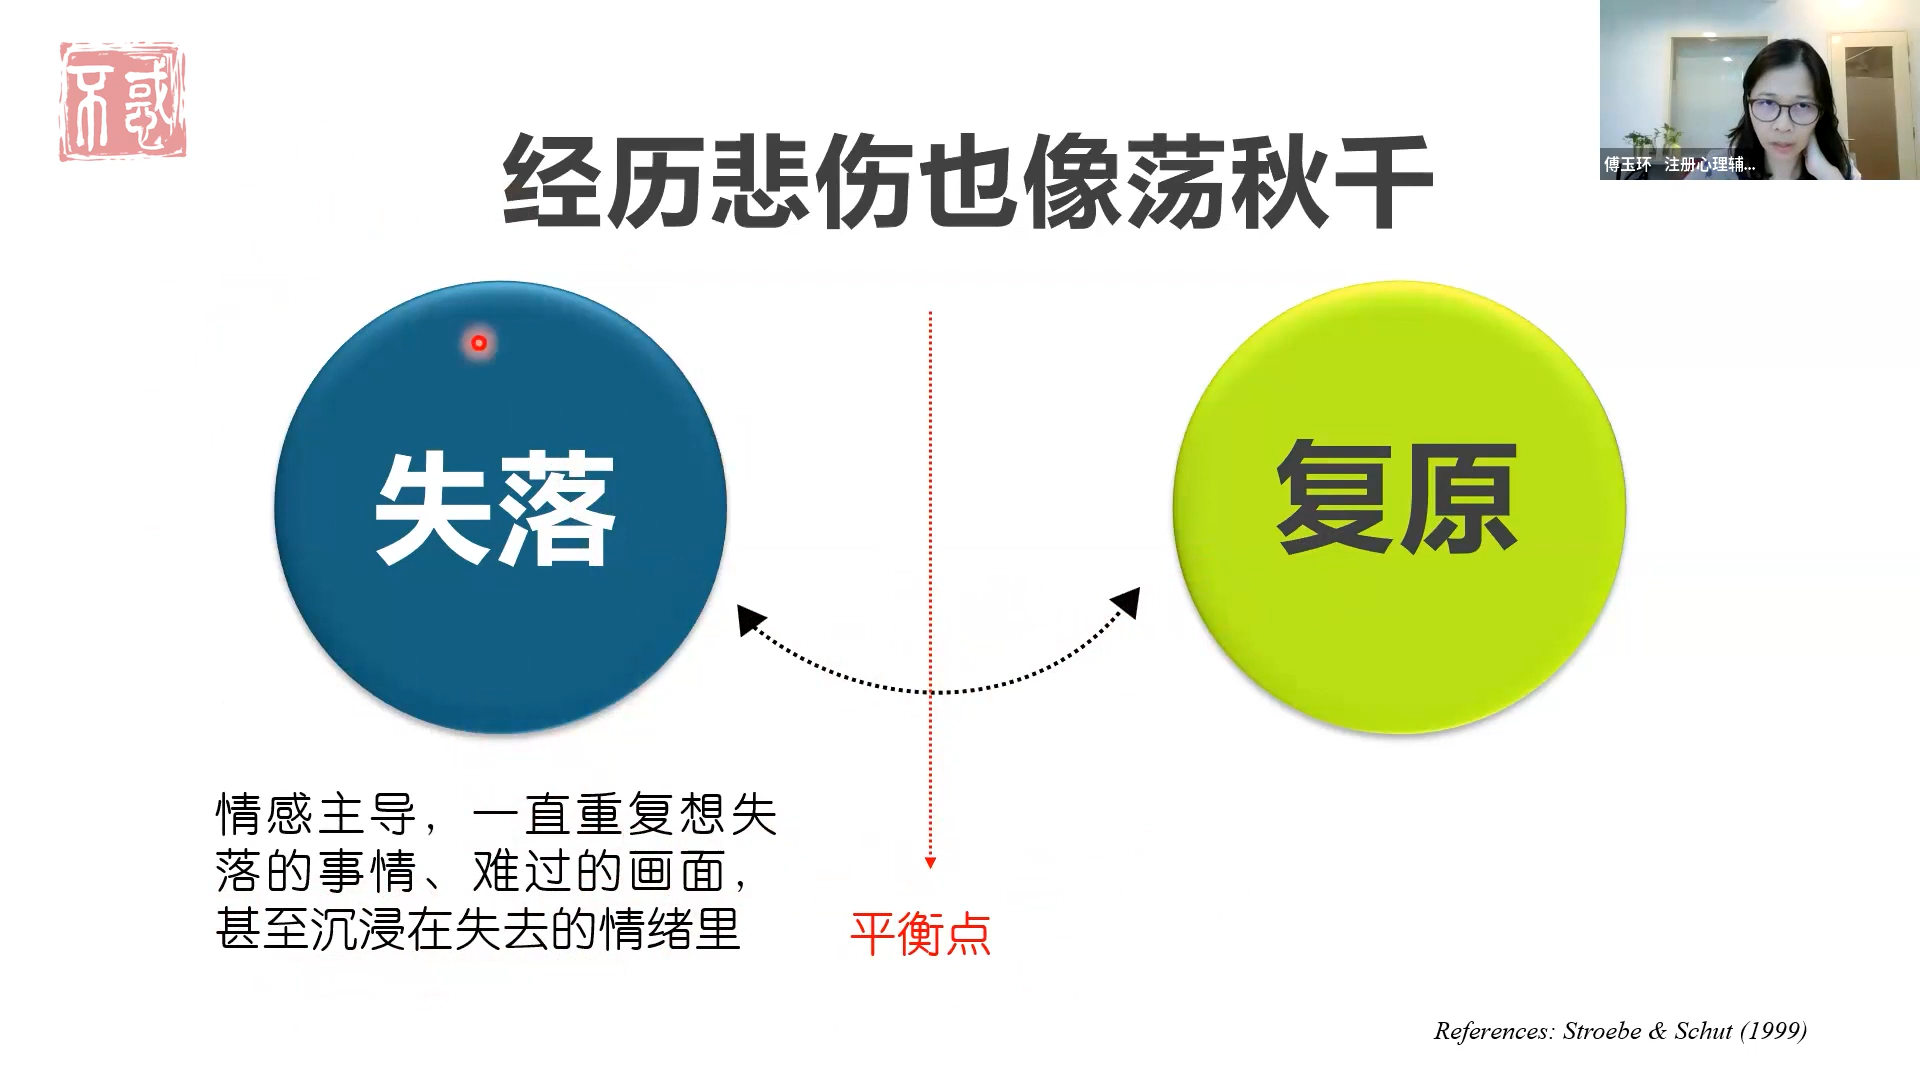 不惑
经历悲伤也像荡秋千
傅玉环 注册心理辅...
失落
复原
情感主导，一直重复想失
落的事情、难过的画面，
甚至沉浸在失去的情绪里
平衡点
References: Stroebe & Schut (1999)